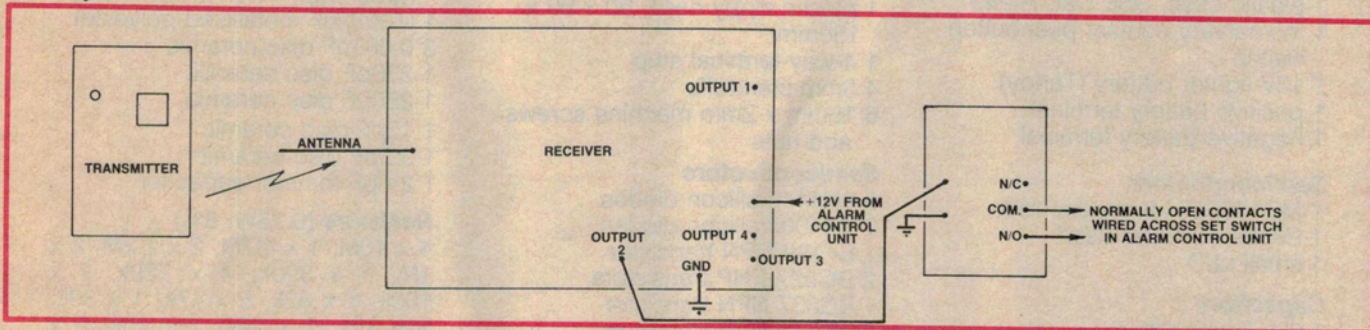 TRANSMITTER
ANTENNA
RECEIVER
OUTPUT 1
+12V FROM
ALARM
CONTROL
UNIT
OUTPUT 4
OUTPUT 3
OUTPUT
2
GND
N/C
COM.
N/O
NORMALLY OPEN CONTACTS
WIRED ACROSS SET SWITCH
IN ALARM CONTROL UNIT